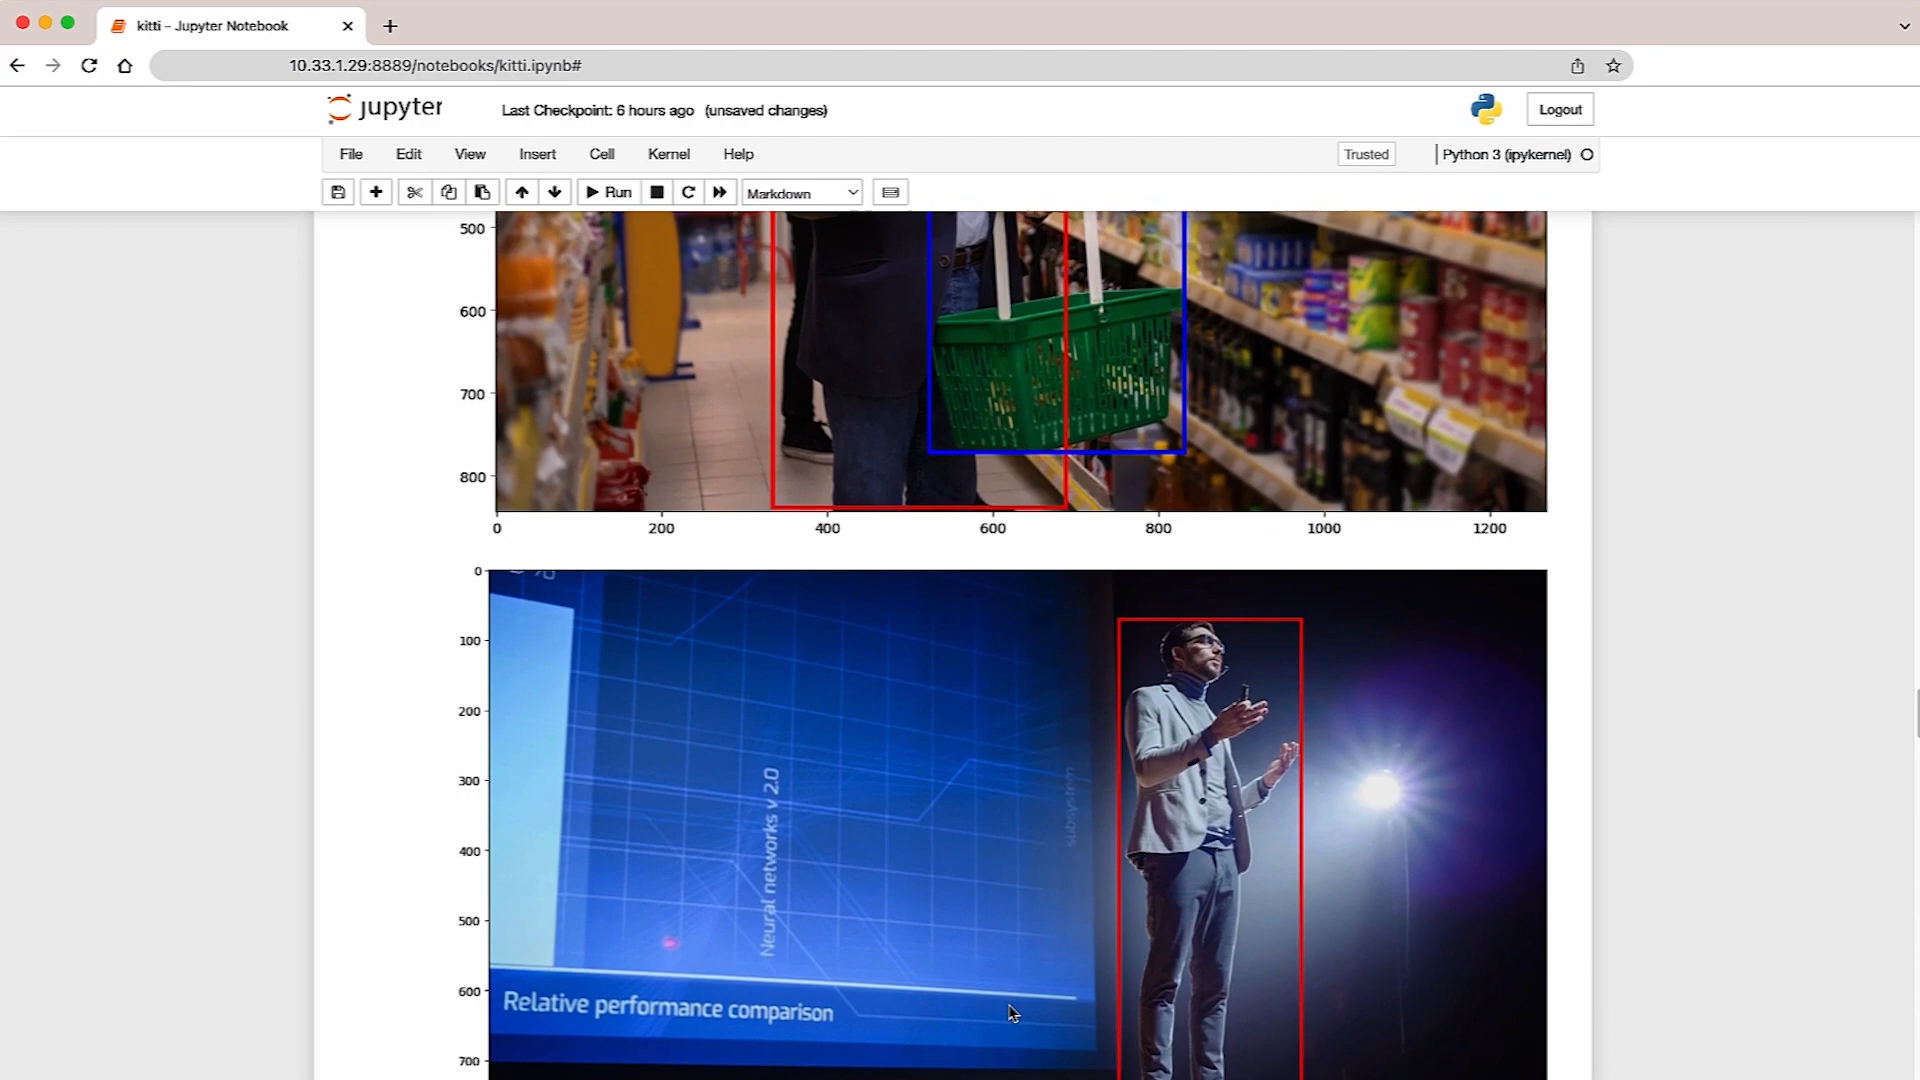 kitti - Jupyter Notebook
10.33.1.29:8889/notebooks/kitti.ipynb#
jupyter Last Checkpoint: 6 hours ago (unsaved changes) Logout
File Edit View Insert Cell Kernel Help Trusted Python 3 (ipykernel)
Run Markdown
500
600
700
800
0 200 400 600 800 1000 1200
0
100
200
300
400
500
600
700
Neural networks v 2.0
subsystem
Relative performance comparison